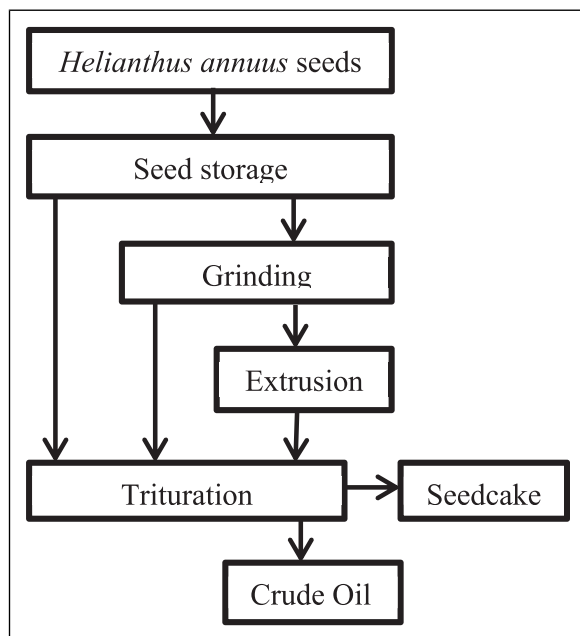 Helianthus annuus seeds
Seed storage
Grinding
Extrusion
Trituration
Seedcake
Crude Oil